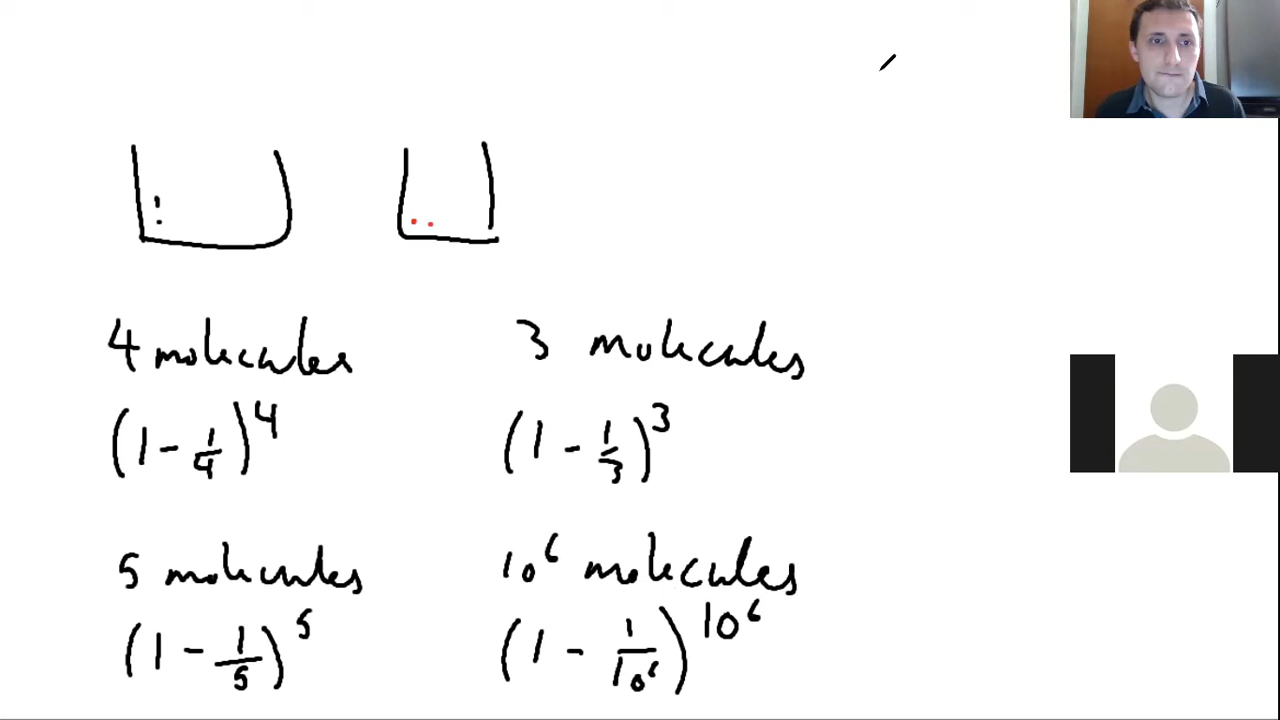 4 molecules
(1 - 1/4)^4
3 molecules
(1 - 1/3)^3
5 molecules
(1 - 1/5)^5
10^6 molecules
(1 - 1/10^6)^10^6